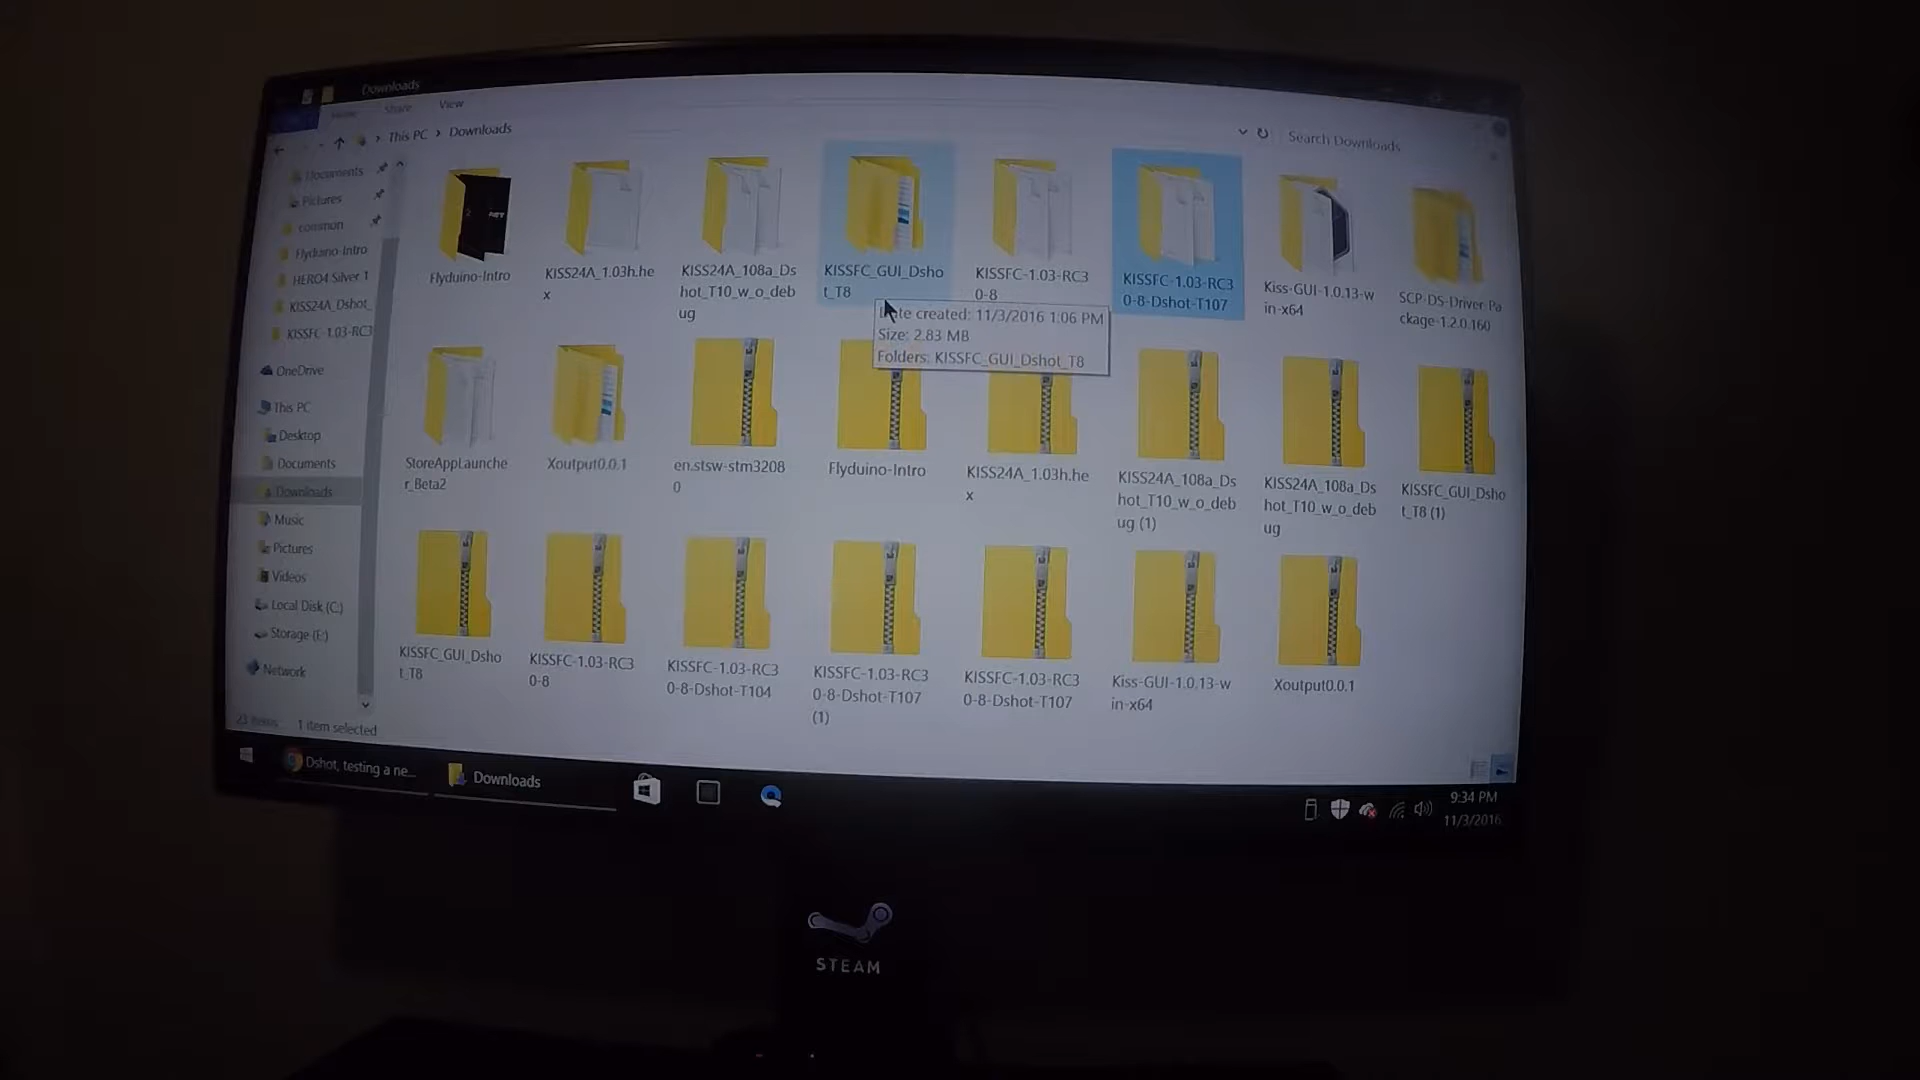 Downloads
Home Share View
This PC > Downloads
Search Downloads
Documents
Pictures
common
Flyduino-Intro
HERO4 Silver 1
KISS24A_Dshot_
KISSFC-1.03-RC3
OneDrive
This PC
Desktop
Documents
Downloads
Music
Pictures
Videos
Local Disk (C:)
Storage (E:)
Network
Flyduino-Intro
KISS24A_1.03h.he
x
KISS24A_108a_Ds
hot_T10_w_o_deb
ug
KISSFC_GUI_Dsho
t_T8
KISSFC-1.03-RC3
0-8
KISSFC-1.03-RC3
0-8-Dshot-T107
Kiss-GUI-1.0.13-w
in-x64
SCP-DS-Driver-Pa
ckage-1.2.0.160
created: 11/3/2016 1:06 PM
Size: 2.83 MB
Folders: KISSFC_GUI_Dshot_T8
StoreAppLaunche
r_Beta2
Xoutput0.0.1
en.stsw-stm3208
0
Flyduino-Intro
KISS24A_1.03h.he
x
KISS24A_108a_Ds
hot_T10_w_o_deb
ug (1)
KISS24A_108a_Ds
hot_T10_w_o_deb
ug
KISSFC_GUI_Dsho
t_T8 (1)
KISSFC_GUI_Dsho
t_T8
KISSFC-1.03-RC3
0-8
KISSFC-1.03-RC3
0-8-Dshot-T104
KISSFC-1.03-RC3
0-8-Dshot-T107
(1)
KISSFC-1.03-RC3
0-8-Dshot-T107
Kiss-GUI-1.0.13-w
in-x64
Xoutput0.0.1
23 items 1 item selected
Dshot, testing a ne...
Downloads
9:34 PM
11/3/2016
STEAM